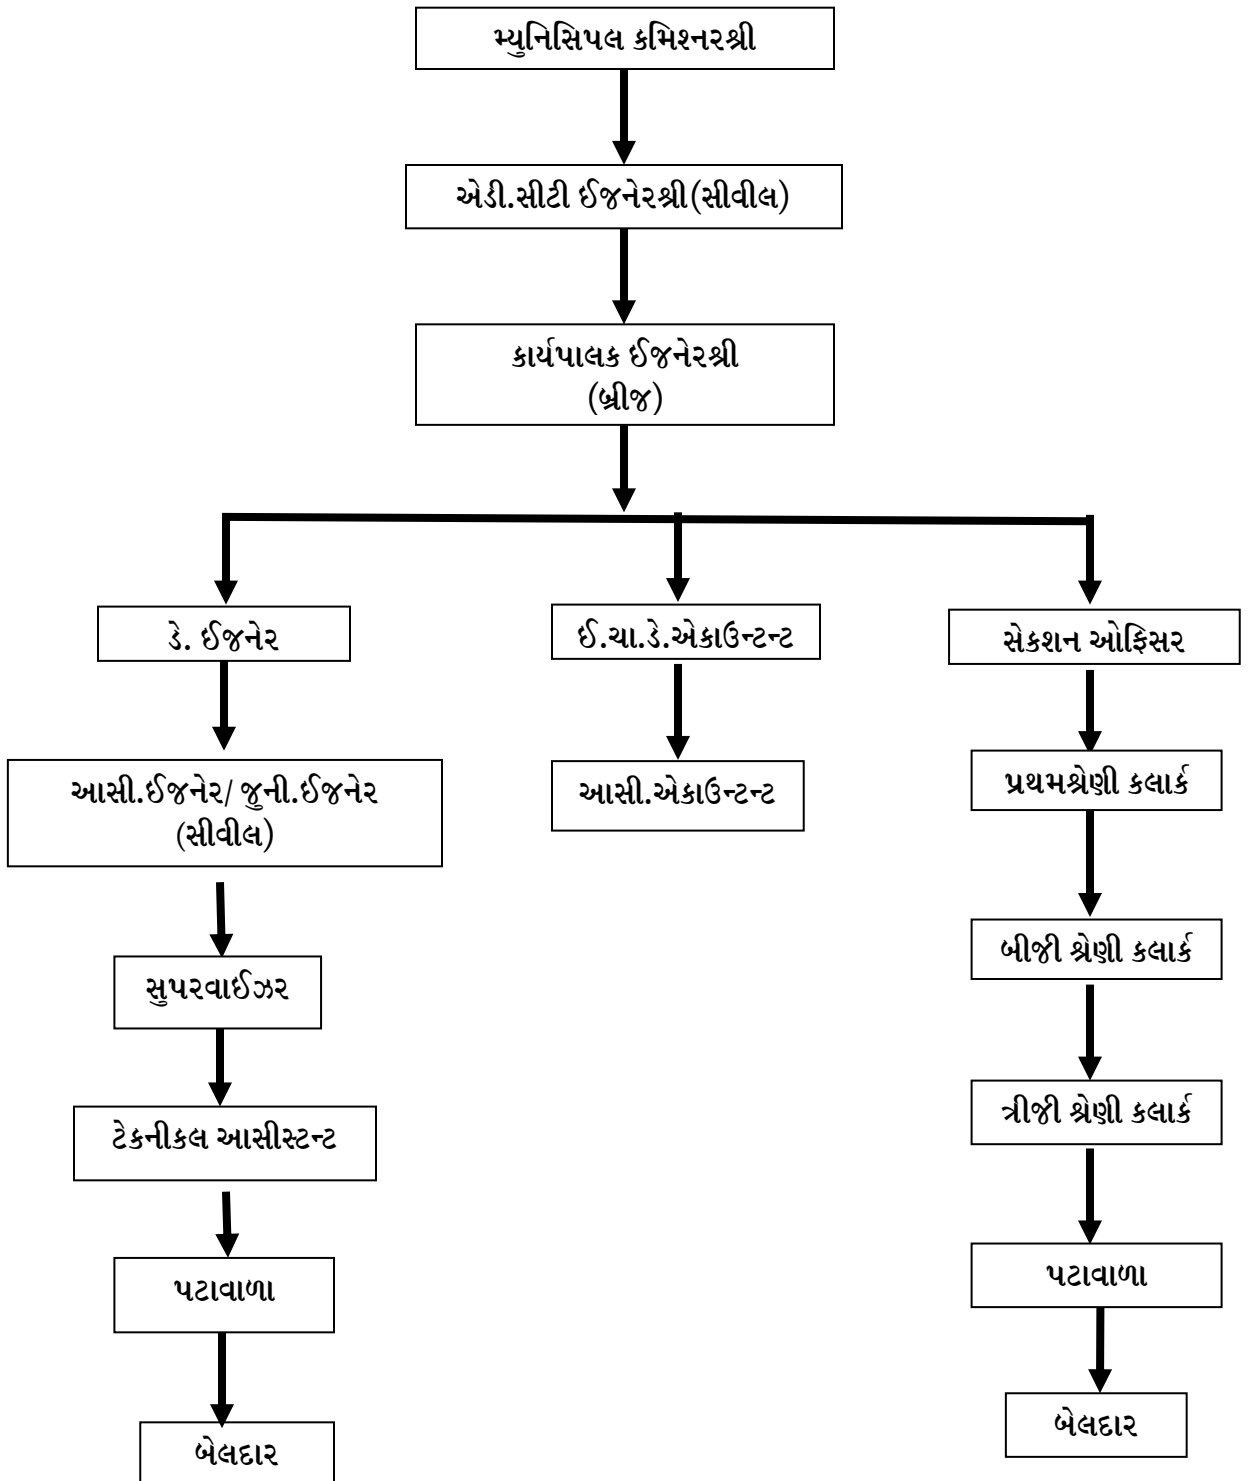 મ્યુનિસિપલ કમિશ્નરશ્રી
એડી.સીટી ઈજનેરશ્રી(સીવીલ)
કાર્યપાલક ઈજનેરશ્રી
(બ્રીજ)
ડે. ઈજનેર
ઈ.ચા.ડે.એકાઉન્ટન્ટ
સેકશન ઓફિસર
આસી.ઈજનેર/ જુની.ઈજનેર
(સીવીલ)
આસી.એકાઉન્ટન્ટ
પ્રથમશ્રેણી કલાર્ક
સુપરવાઈઝર
બીજી શ્રેણી કલાર્ક
ટેકનીકલ આસીસ્ટન્ટ
ત્રીજી શ્રેણી કલાર્ક
પટાવાળા
પટાવાળા
બેલદાર
બેલદાર